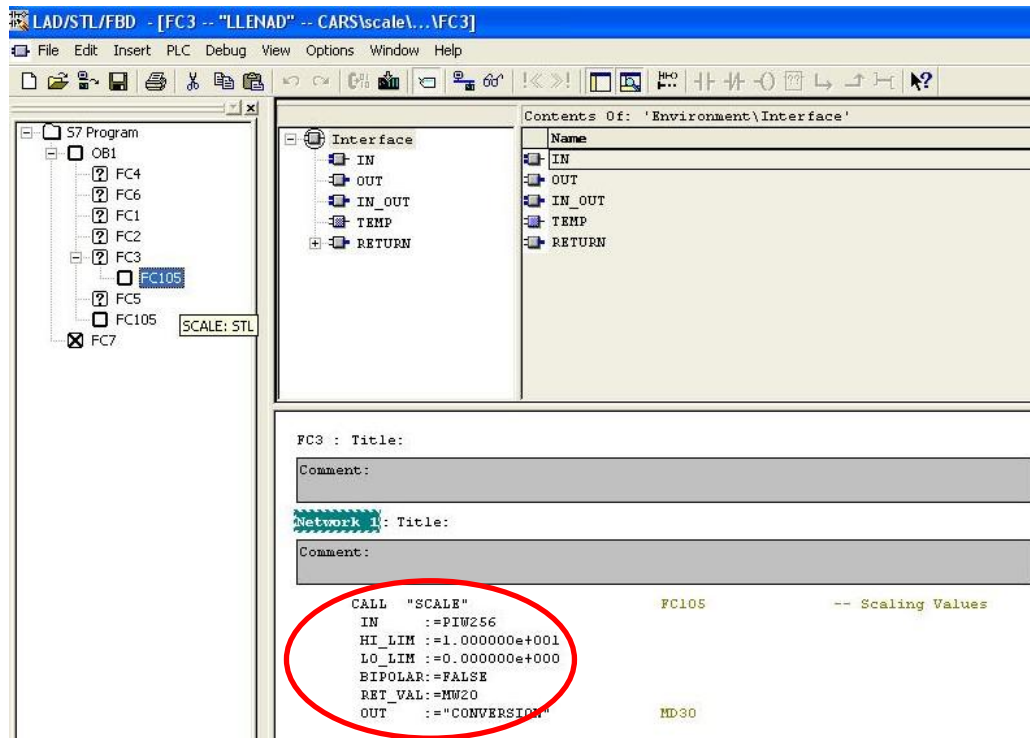 LAD/STL/FBD - [FC3 -- "LLENAD" -- CARS\scale\...\FC3]
File Edit Insert PLC Debug View Options Window Help
S7 Program
OB1
FC4
FC6
FC1
FC2
FC3
FC105
FC5
FC105
SCALE: STL
FC7
Interface
IN
OUT
IN_OUT
TEMP
RETURN
Contents Of: 'Environment\Interface'
Name
IN
OUT
IN_OUT
TEMP
RETURN
FC3 : Title:
Comment:
Network 1: Title:
Comment:
CALL "SCALE" FC105 -- Scaling Values
IN :=PIW256
HI_LIM :=1.000000e+001
LO_LIM :=0.000000e+000
BIPOLAR:=FALSE
RET_VAL:=MW20
OUT :="CONVERSION" MD30